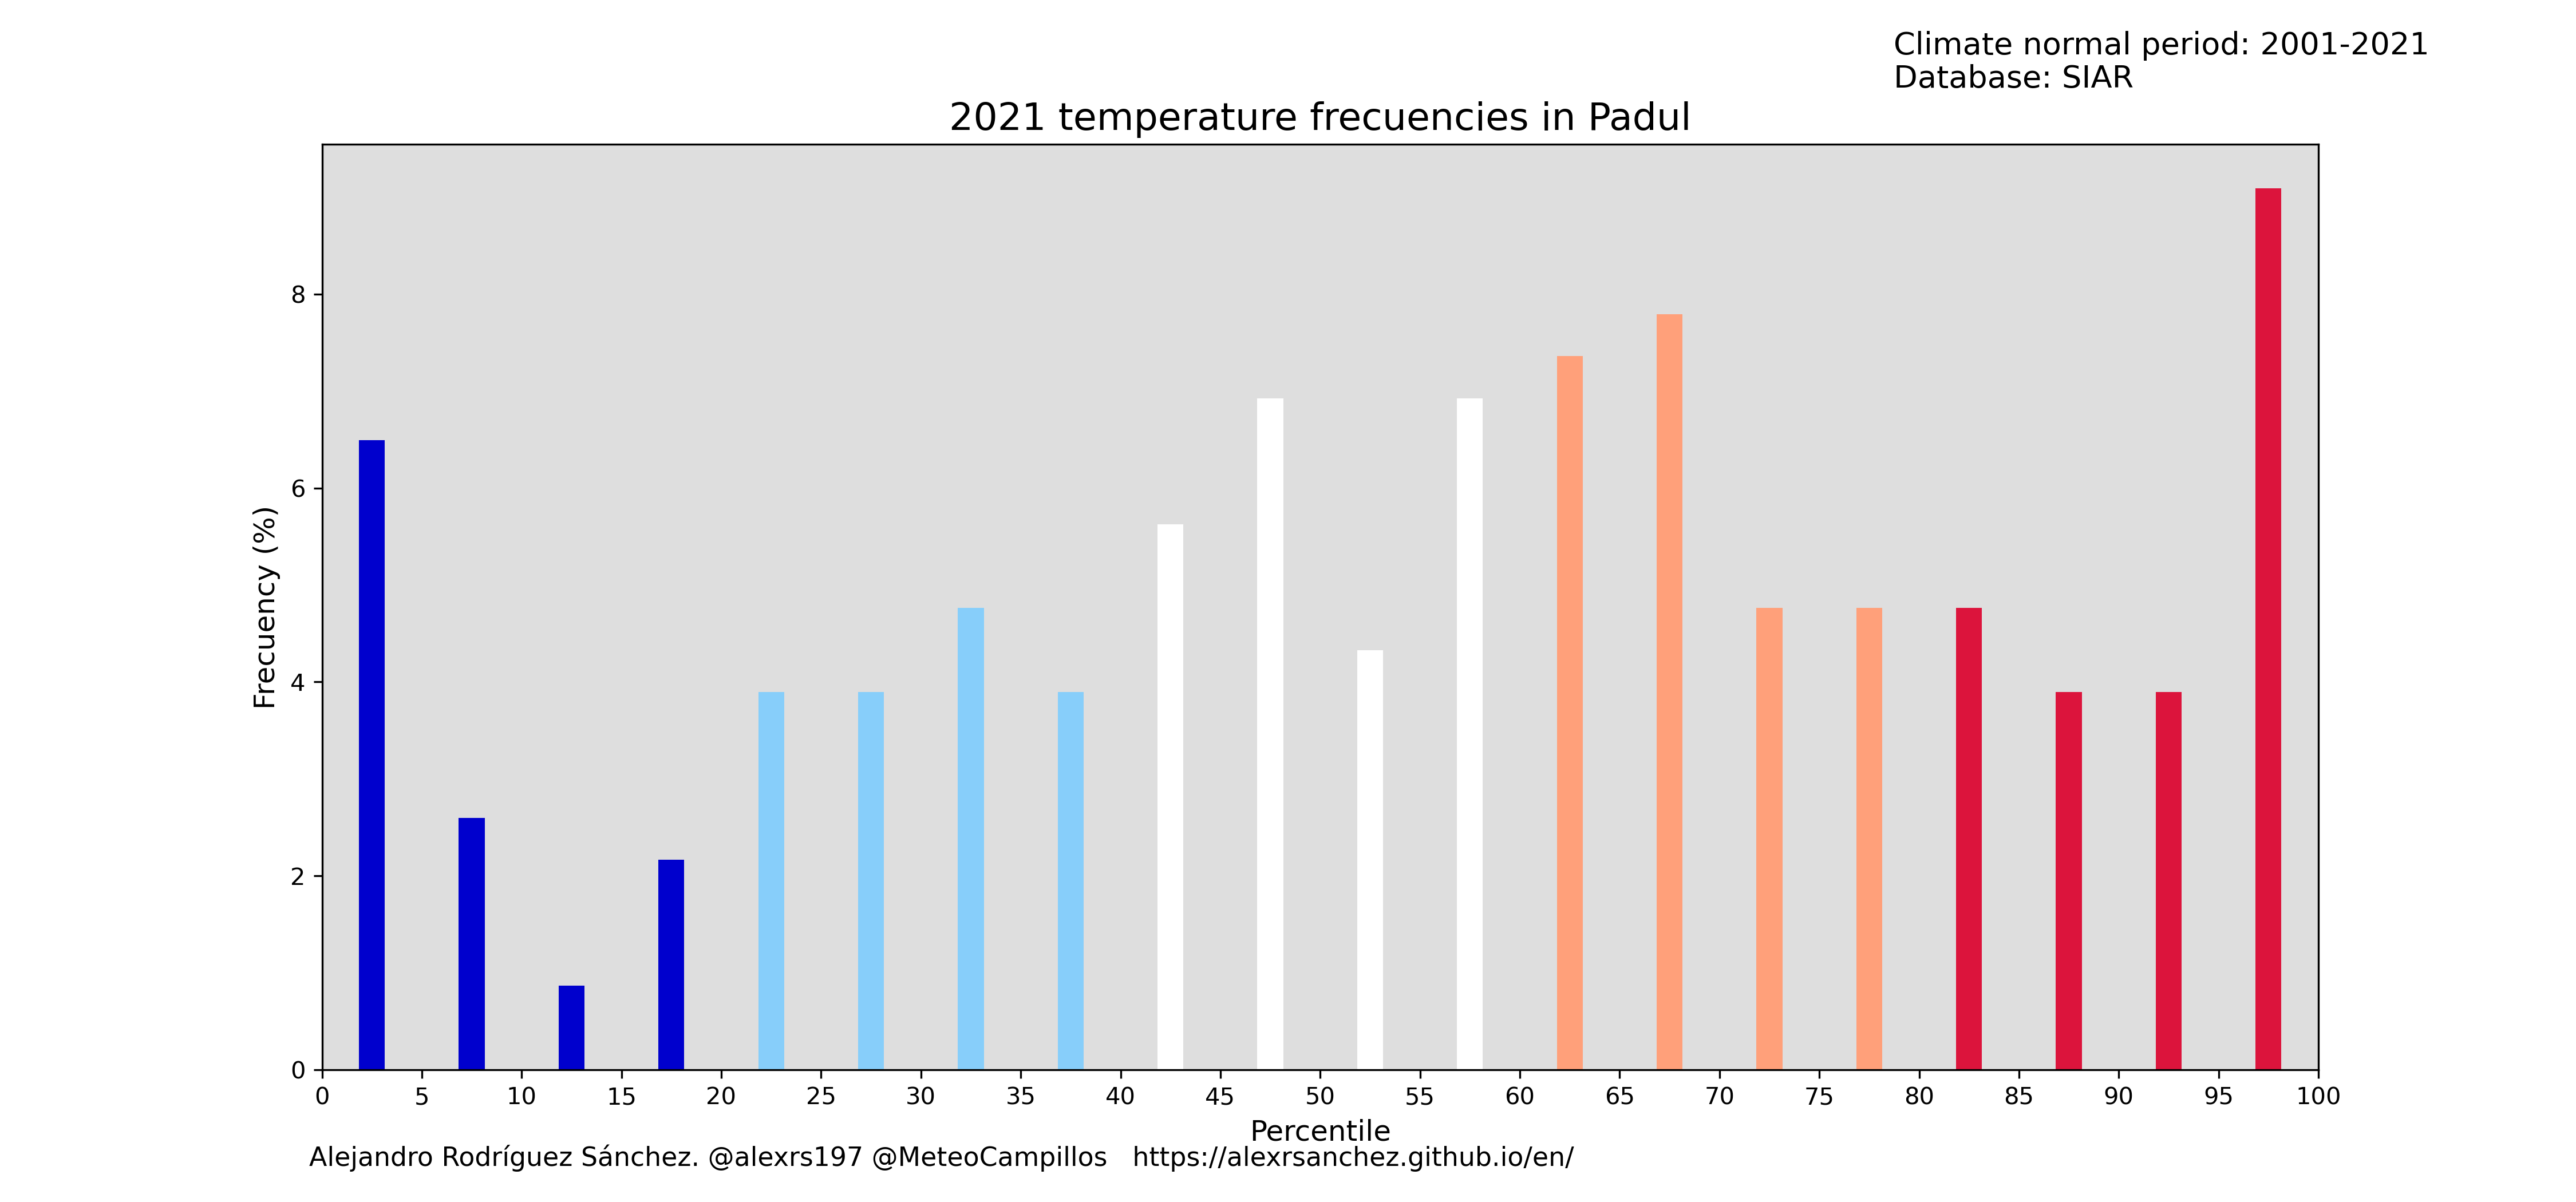 Climate normal period: 2001-2021
Database: SIAR
2021 temperature frecuencies in Padul
Frecuency (%)
8
6
4
2
0
0 5 10 15 20 25 30 35 40 45 50 55 60 65 70 75 80 85 90 95 100
Percentile
Alejandro Rodríguez Sánchez. @alexrs197 @MeteoCampillos https://alexrsanchez.github.io/en/